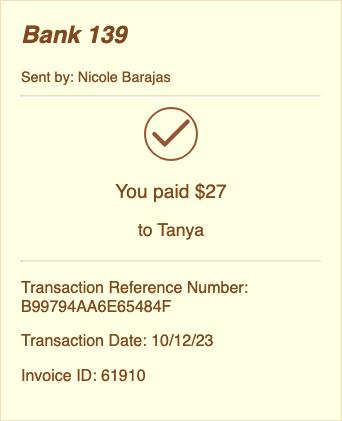 Bank 139
Sent by: Nicole Barajas
You paid $27
to Tanya
Transaction Reference Number:
B99794AA6E65484F
Transaction Date: 10/12/23
Invoice ID: 61910